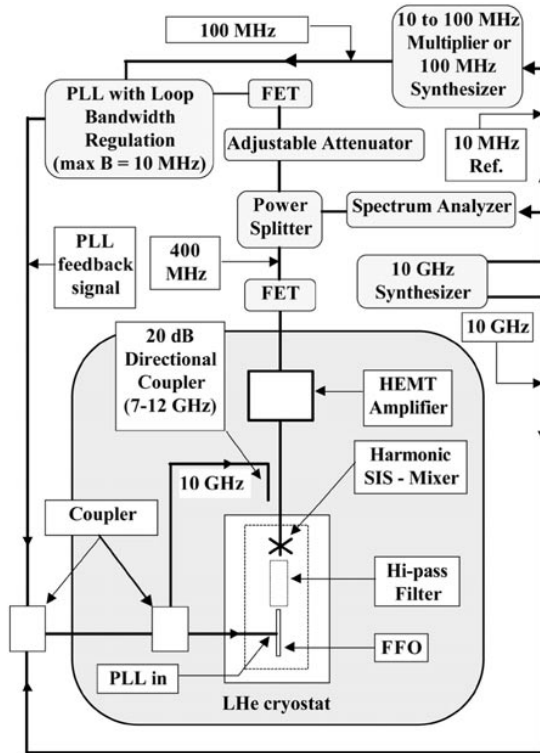 100 MHz
10 to 100 MHz
Multiplier or
100 MHz
Synthesizer
PLL with Loop
Bandwidth
Regulation
(max B = 10 MHz)
FET
Adjustable Attenuator
10 MHz
Ref.
Power
Splitter
Spectrum Analyzer
PLL
feedback
signal
400
MHz
FET
10 GHz
Synthesizer
10 GHz
20 dB
Directional
Coupler
(7-12 GHz)
HEMT
Amplifier
10 GHz
Harmonic
SIS - Mixer
Coupler
Hi-pass
Filter
FFO
PLL in
LHe cryostat